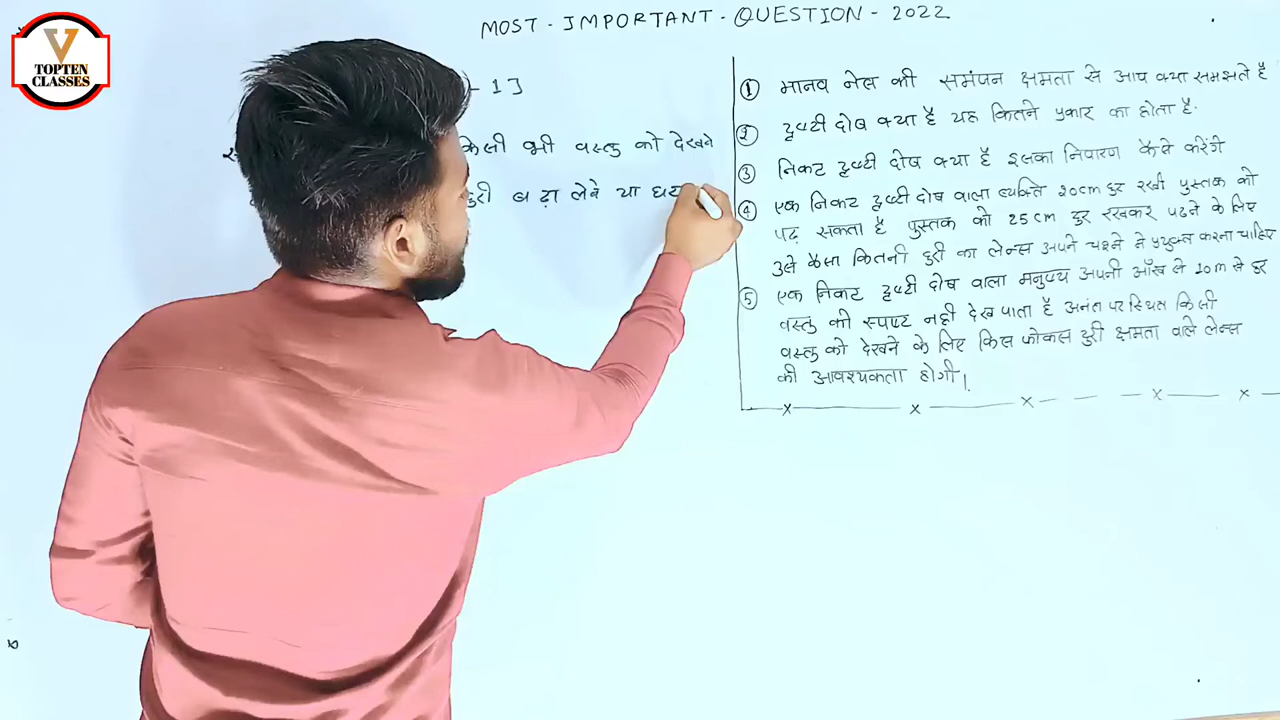 V
TOPTEN
CLASSES
MOST - IMPORTANT - QUESTION - 2022
- 1]
किसी भी वस्तु को देखने
दुरी बढ़ा लेने या घट
① मानव नेत्र की समंपन क्षमता से आप क्या समझते है
② दृष्टी दोष क्या है यह कितने प्रकार का होता है.
③ निकट दृष्टी दोष क्या है इसका निवारण कैसे करेंगे
④ एक निकट दृष्टी दोष वाला व्यक्ति 20cm दुर रखी पुस्तक को
पढ़ सकता है पुस्तक को 25cm दुर रखकर पढने के लिए
उसे कैसा कितनी दुरी का लेन्स अपने चश्मे में प्रयुक्त करना चाहिए
⑤ एक निकट दृष्टी दोष वाला मनुष्य अपनी आँख से 10m से दुर
वस्तु को स्पष्ट नही देख पाता है अनंत पर स्थित किसी
वस्तु को देखने के लिए किस फोकस दुरी क्षमता वाले लेन्स
की आवश्यकता होगी।